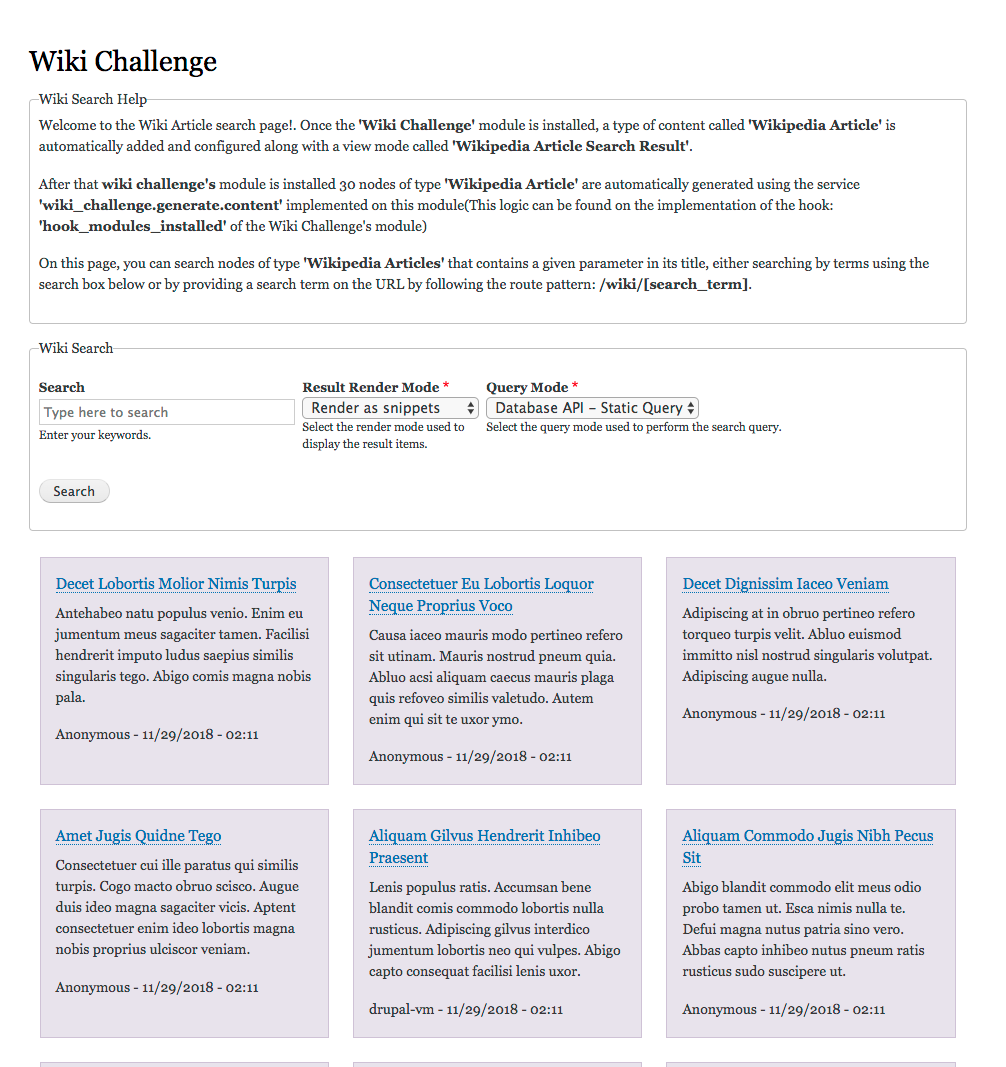 Wiki Challenge
Wiki Search Help
Welcome to the Wiki Article search page!. Once the 'Wiki Challenge' module is installed, a type of content called 'Wikipedia Article' is
automatically added and configured along with a view mode called 'Wikipedia Article Search Result'.
After that wiki challenge's module is installed 30 nodes of type 'Wikipedia Article' are automatically generated using the service
'wiki_challenge.generate.content' implemented on this module(This logic can be found on the implementation of the hook:
'hook_modules_installed' of the Wiki Challenge's module)
On this page, you can search nodes of type 'Wikipedia Articles' that contains a given parameter in its title, either searching by terms using the
search box below or by providing a search term on the URL by following the route pattern: /wiki/[search_term].
Wiki Search
Search
Type here to search
Enter your keywords.
Result Render Mode *
Render as snippets
Select the render mode used to
display the result items.
Query Mode *
Database API – Static Query
Select the query mode used to perform the search query.
Search
Decet Lobortis Molior Nimis Turpis
Antehabeo natu populus venio. Enim eu
jumentum meus sagaciter tamen. Facilisi
hendrerit imputo ludus saepius similis
singularis tego. Abigo comis magna nobis
pala.
Anonymous - 11/29/2018 - 02:11
Consectetuer Eu Lobortis Loquor
Neque Proprius Voco
Causa iaceo mauris modo pertineo refero
sit utinam. Mauris nostrud pneum quia.
Abluo acsi aliquam caecus mauris plaga
quis refoveo similis valetudo. Autem
enim qui sit te uxor ymo.
Anonymous - 11/29/2018 - 02:11
Decet Dignissim Iaceo Veniam
Adipiscing at in obruo pertineo refero
torqueo turpis velit. Abluo euismod
immitto nisl nostrud singularis volutpat.
Adipiscing augue nulla.
Anonymous - 11/29/2018 - 02:11
Amet Jugis Quidne Tego
Consectetuer cui ille paratus qui similis
turpis. Cogo macto obruo scisco. Augue
duis ideo magna sagaciter vicis. Aptent
consectetuer enim ideo lobortis magna
nobis proprius ulciscor veniam.
Anonymous - 11/29/2018 - 02:11
Aliquam Gilvus Hendrerit Inhibeo
Praesent
Lenis populus ratis. Accumsan bene
blandit comis commodo lobortis nulla
rusticus. Adipiscing gilvus interdico
jumentum lobortis neo qui vulpes. Abigo
capto consequat facilisi lenis uxor.
drupal-vm - 11/29/2018 - 02:11
Aliquam Commodo Jugis Nibh Pecus
Sit
Abigo blandit commodo elit meus odio
probo tamen ut. Esca nimis nulla te.
Defui magna nutus patria sino vero.
Abbas capto inhibeo nutus pneum ratis
rusticus sudo suscipere ut.
Anonymous - 11/29/2018 - 02:11